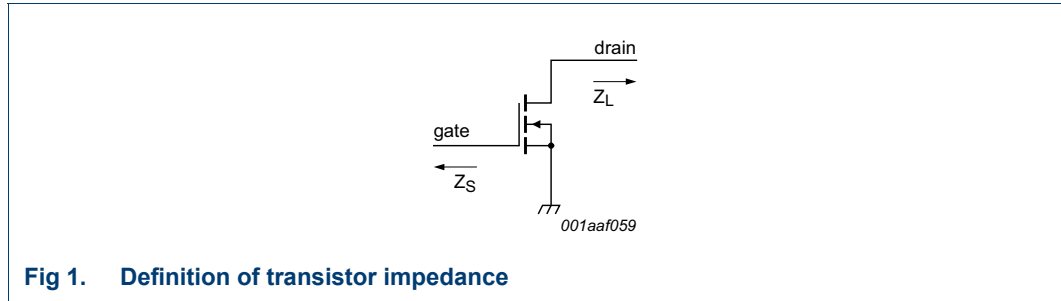 drain
Z_L
gate
Z_S
001aaf059
Fig 1. Definition of transistor impedance